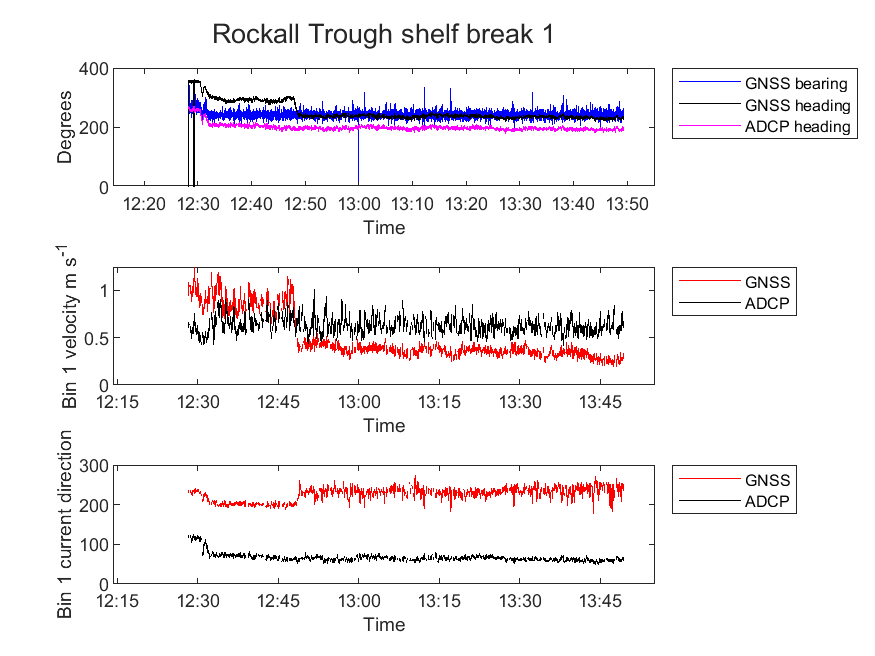 Rockall Trough shelf break 1
400
200
0
Degrees
12:20 12:30 12:40 12:50 13:00 13:10 13:20 13:30 13:40 13:50
Time
GNSS bearing
GNSS heading
ADCP heading
1
0.5
0
Bin 1 velocity m s-1
12:15 12:30 12:45 13:00 13:15 13:30 13:45
Time
GNSS
ADCP
300
200
100
0
Bin 1 current direction
12:15 12:30 12:45 13:00 13:15 13:30 13:45
Time
GNSS
ADCP